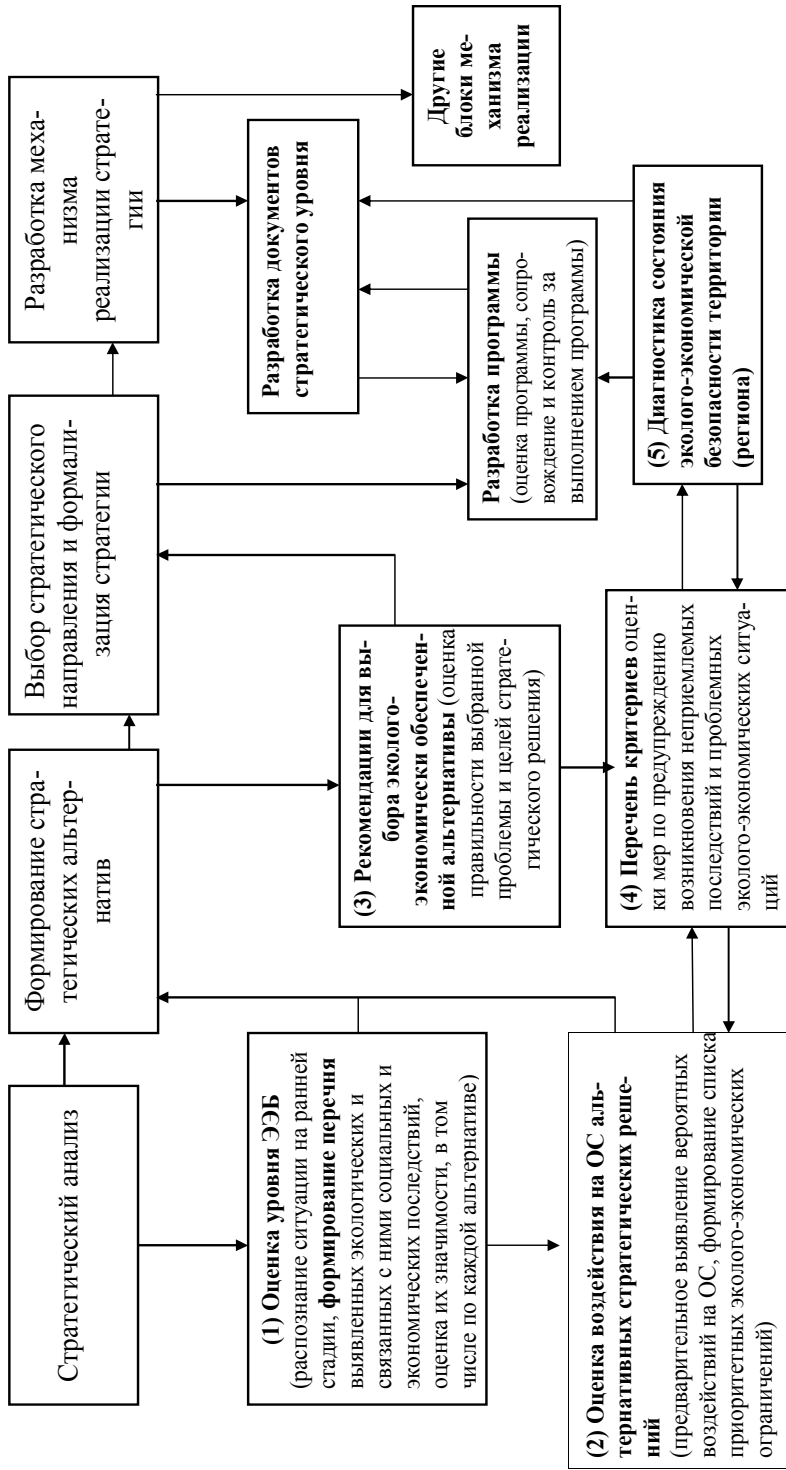 Стратегический анализ
Формирование стра-
тегических альтер-
натив
Выбор стратегического
направления и формали-
зация стратегии
Разработка меха-
низма
реализации страте-
гии
(1) Оценка уровня ЭЭБ
(распознание ситуации на ранней
стадии, формирование перечня
выявленных экологических и
связанных с ними социальных и
экономических последствий,
оценка их значимости, в том
числе по каждой альтернативе)
(3) Рекомендации для вы-
бора эколого-
экономически обеспечен-
ной альтернативы (оценка
правильности выбранной
проблемы и целей страте-
гического решения)
Разработка документов
стратегического уровня
Другие
блоки ме-
ханизма
реализации
Разработка программы
(оценка программы, сопро-
вождение и контроль за
выполнением программы)
(2) Оценка воздействия на ОС аль-
тернативных стратегических реше-
ний
(предварительное выявление вероятных
воздействий на ОС, формирование списка
приоритетных эколого-экономических
ограничений)
(4) Перечень критериев оцен-
ки мер по предупреждению
возникновения неприемлемых
последствий и проблемных
эколого-экономических ситуа-
ций
(5) Диагностика состояния
эколого-экономической
безопасности территории
(региона)